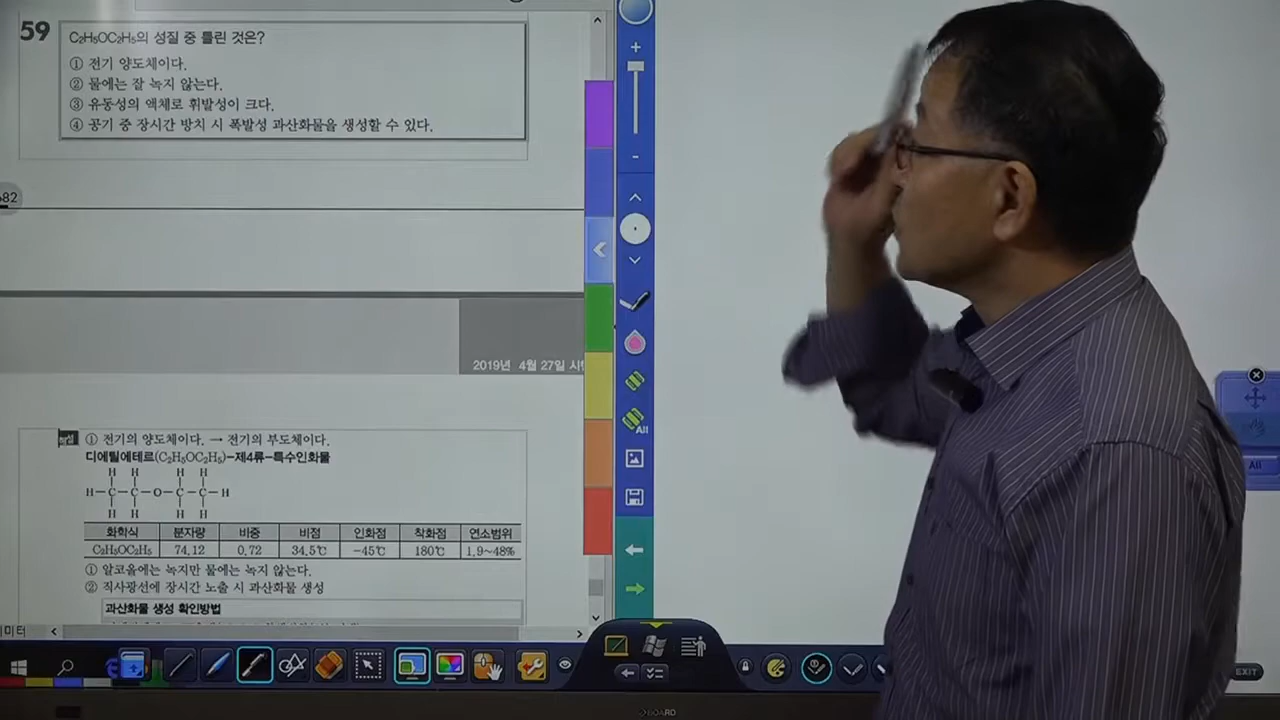 59
C₂H₅OC₂H₅의 성질 중 틀린 것은?
① 전기 양도체이다.
② 물에는 잘 녹지 않는다.
③ 유동성의 액체로 휘발성이 크다.
④ 공기 중 장시간 방치 시 폭발성 과산화물을 생성할 수 있다.
82
2019년 4월 27일 시
① 전기의 양도체이다. → 전기의 부도체이다.
디에틸에테르(C₂H₅OC₂H₅)-제4류-특수인화물
H H H H
H-C-C-O-C-C-H
H H H H
화학식 분자량 비중 비점 인화점 착화점 연소범위
C₂H₅OC₂H₅ 74.12 0.72 34.5℃ -45℃ 180℃ 1.9~48%
① 알코올에는 녹지만 물에는 녹지 않는다.
② 직사광선에 장시간 노출 시 과산화물 생성
과산화물 생성 확인방법
미터
All
All
EXIT